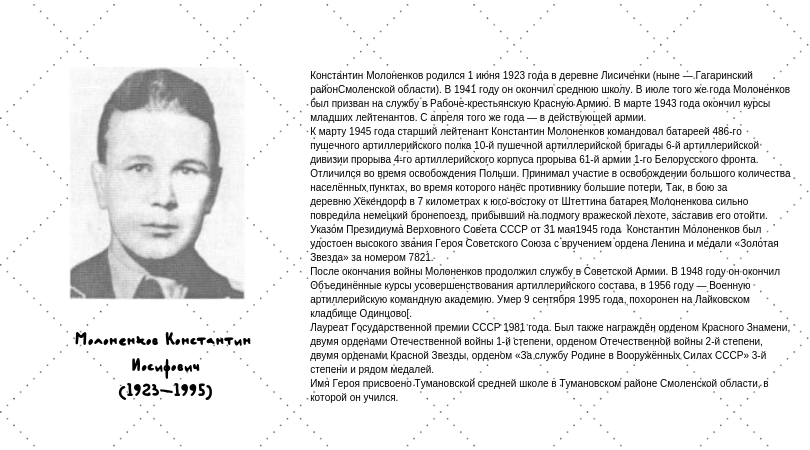 Константин Молоненков родился 1 июня 1923 года в деревне Лисиченки (ныне — Гагаринский
районСмоленской области). В 1941 году он окончил среднюю школу. В июле того же года Молоненков
был призван на службу в Рабоче-крестьянскую Красную Армию. В марте 1943 года окончил курсы
младших лейтенантов. С апреля того же года — в действующей армии.
К марту 1945 года старший лейтенант Константин Молоненков командовал батареей 486-го
пушечного артиллерийского полка 10-й пушечной артиллерийской бригады 6-й артиллерийской
дивизии прорыва 4-го артиллерийского корпуса прорыва 61-й армии 1-го Белорусского фронта.
Отличился во время освобождения Польши. Принимал участие в освобождении большого количества
населённых пунктах, во время которого нанёс противнику большие потери. Так, в бою за
деревню Хёкендорф в 7 километрах к юго-востоку от Штеттина батарея Молоненкова сильно
повредила немецкий бронепоезд, прибывший на подмогу вражеской пехоте, заставив его отойти.
Указом Президиума Верховного Совета СССР от 31 мая1945 года Константин Молоненков был
удостоен высокого звания Героя Советского Союза с вручением ордена Ленина и медали «Золотая
Звезда» за номером 7821.
После окончания войны Молоненков продолжил службу в Советской Армии. В 1948 году он окончил
Объединённые курсы усовершенствования артиллерийского состава, в 1956 году — Военную
артиллерийскую командную академию. Умер 9 сентября 1995 года, похоронен на Лайковском
кладбище Одинцово[.
Лауреат Государственной премии СССР 1981 года. Был также награждён орденом Красного Знамени,
двумя орденами Отечественной войны 1-й степени, орденом Отечественной войны 2-й степени,
двумя орденами Красной Звезды, орденом «За службу Родине в Вооружённых Силах СССР» 3-й
степени и рядом медалей.
Имя Героя присвоено Тумановской средней школе в Тумановском районе Смоленской области, в
которой он учился.
Молоненков Константин
Иосифович
(1923—1995)